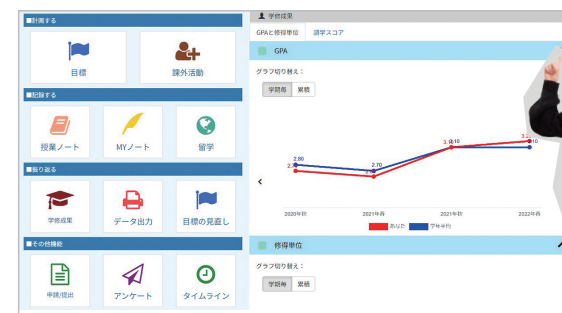 ■計画する
目標
課外活動
■記録する
授業ノート
MYノート
留学
■振り返る
学修成果
データ出力
目標の見直し
■その他機能
申請/提出
アンケート
タイムライン
学修成果
GPAと修得単位
語学スコア
GPA
グラフ切り替え：
学期毎
累積
2.80
2.70
2020年秋
2021年春
2021年秋
2022年春
あなた
学年平均
修得単位
グラフ切り替え：
学期毎
累積